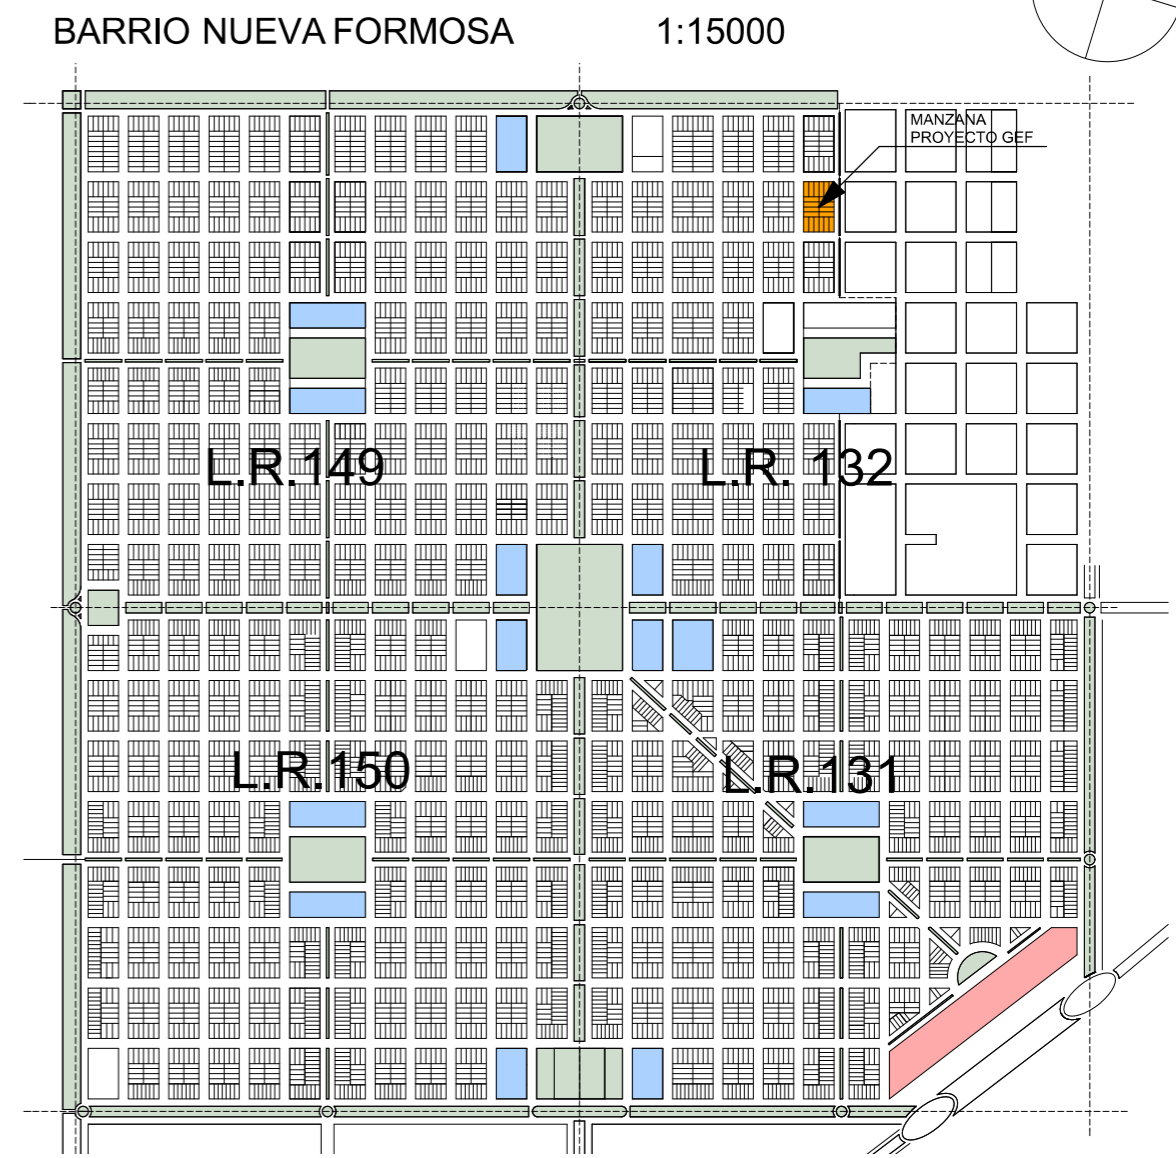 BARRIO NUEVA FORMOSA 1:15000
MANZANA
PROYECTO GEF
L.R.149
L.R. 132
L.R.150
L.R.131